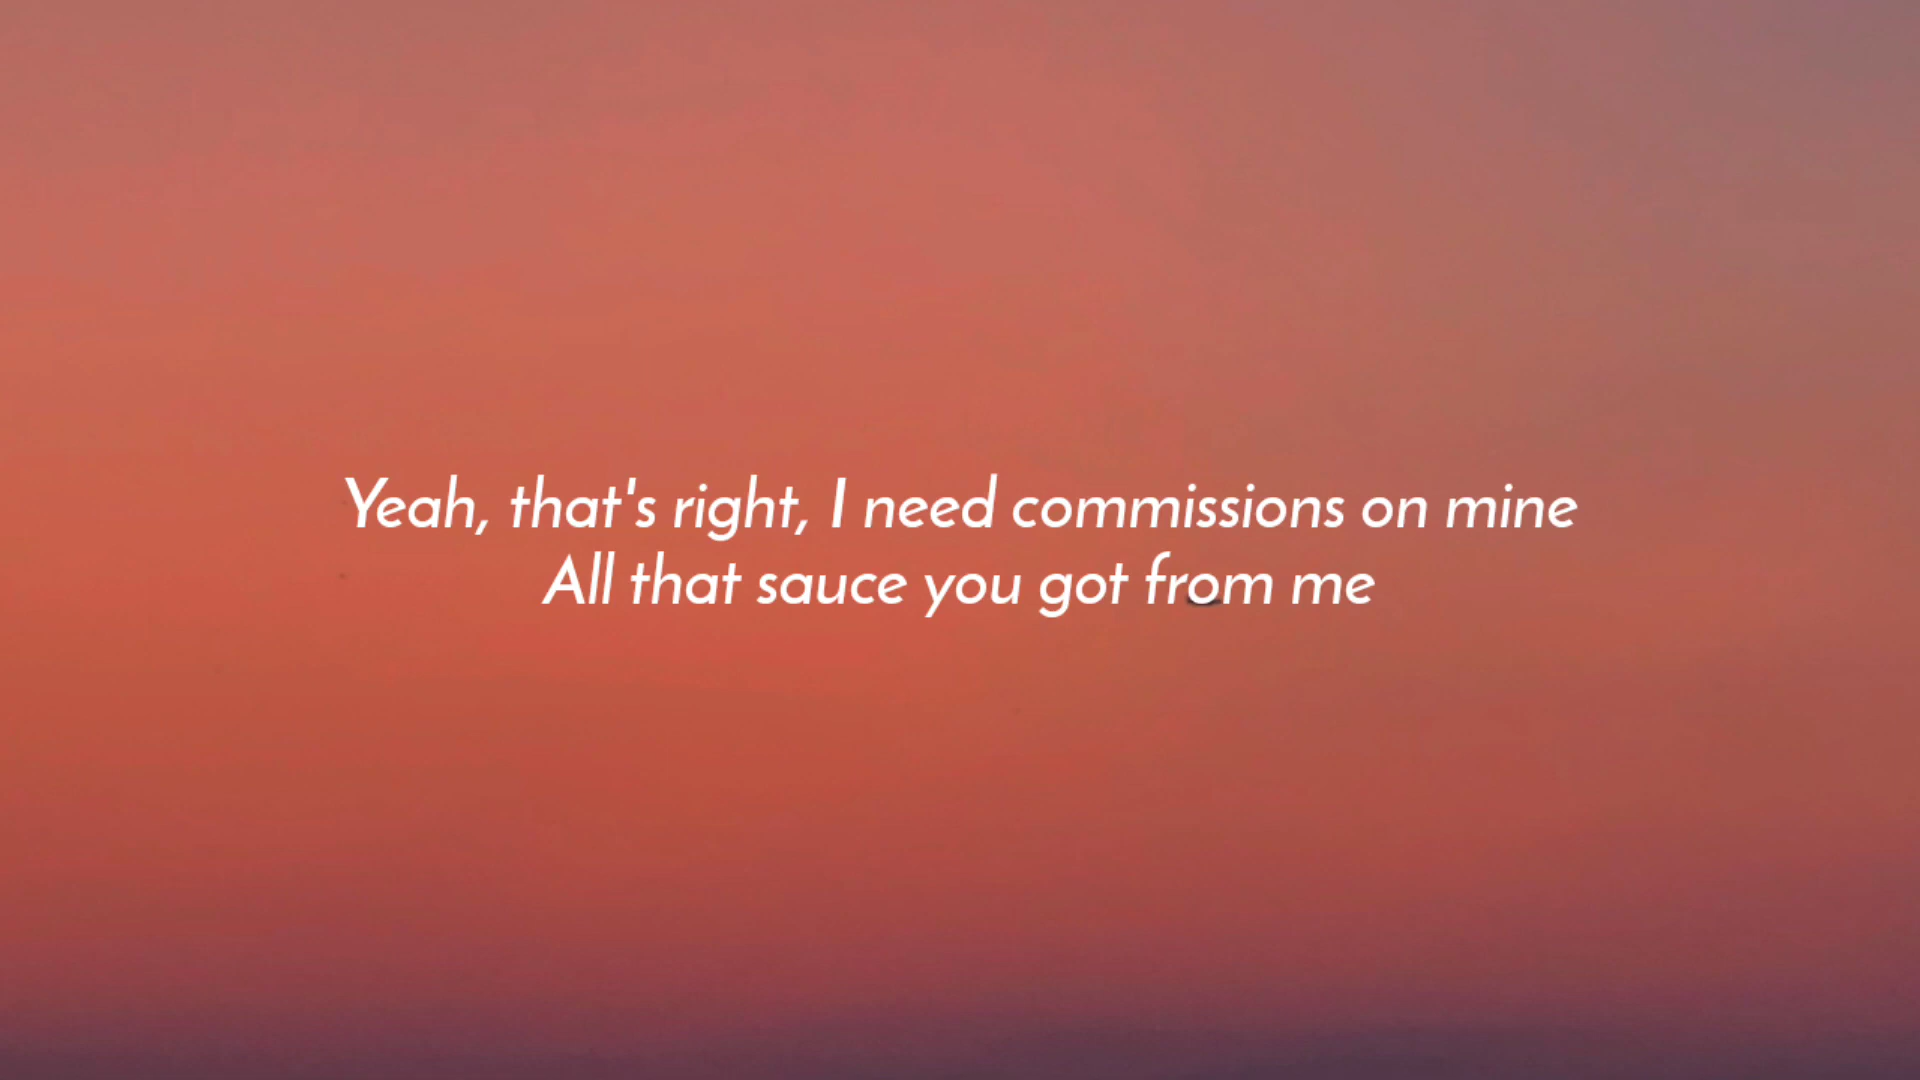 Yeah, that's right, I need commissions on mine
All that sauce you got from me